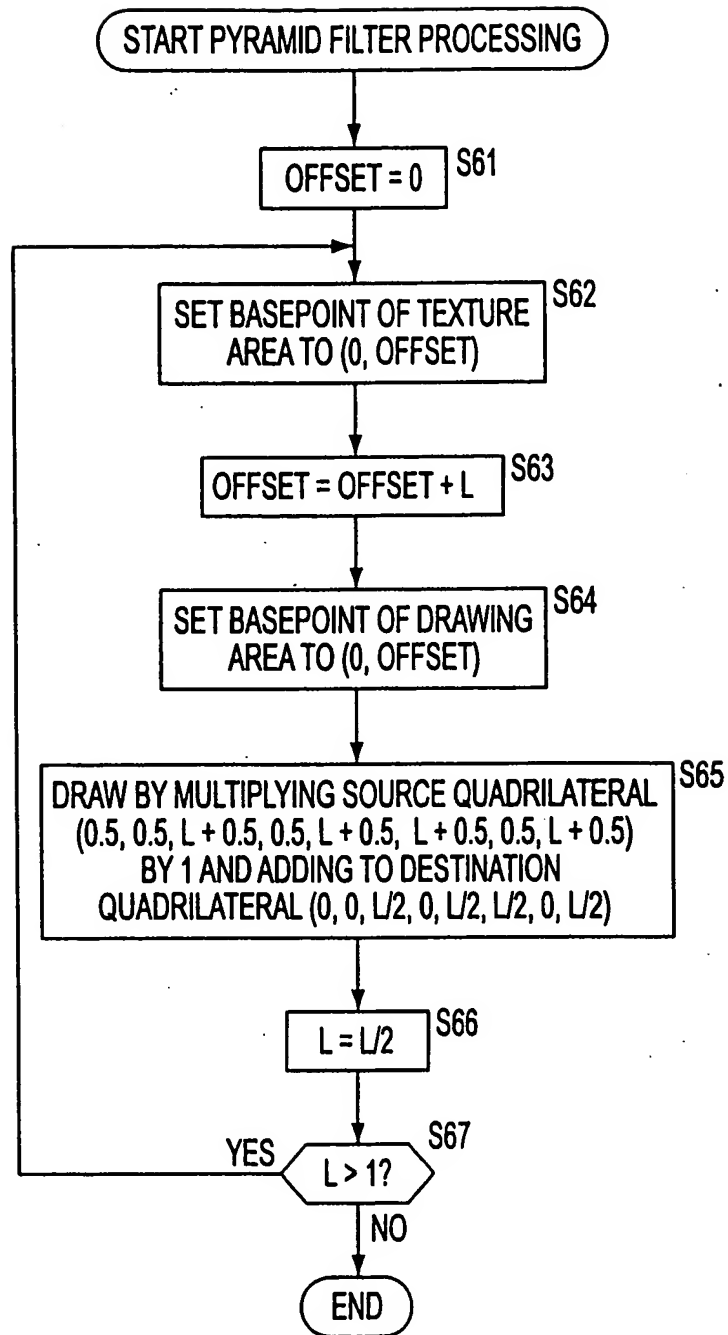 START PYRAMID FILTER PROCESSING
OFFSET = 0
S61
SET BASEPOINT OF TEXTURE
AREA TO (0, OFFSET)
S62
OFFSET = OFFSET + L
S63
SET BASEPOINT OF DRAWING
AREA TO (0, OFFSET)
S64
DRAW BY MULTIPLYING SOURCE QUADRILATERAL
(0.5, 0.5, L + 0.5, 0.5, L + 0.5, L + 0.5, 0.5, L + 0.5)
BY 1 AND ADDING TO DESTINATION
QUADRILATERAL (0, 0, L/2, 0, L/2, L/2, 0, L/2)
S65
L = L/2
S66
L > 1?
S67
YES
NO
END